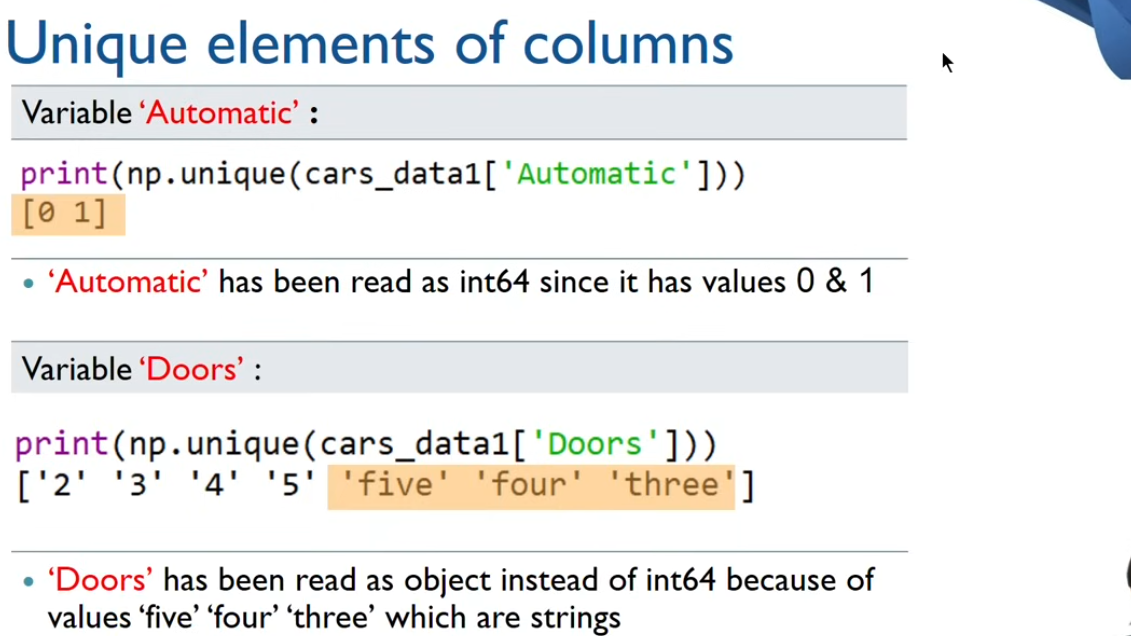 Unique elements of columns
Variable ‘Automatic’ :
print(np.unique(cars_data1['Automatic']))
[0 1]
• ‘Automatic’ has been read as int64 since it has values 0 & 1
Variable ‘Doors’ :
print(np.unique(cars_data1['Doors']))
['2' '3' '4' '5' 'five' 'four' 'three']
• ‘Doors’ has been read as object instead of int64 because of
values ‘five’ ‘four’ ‘three’ which are strings